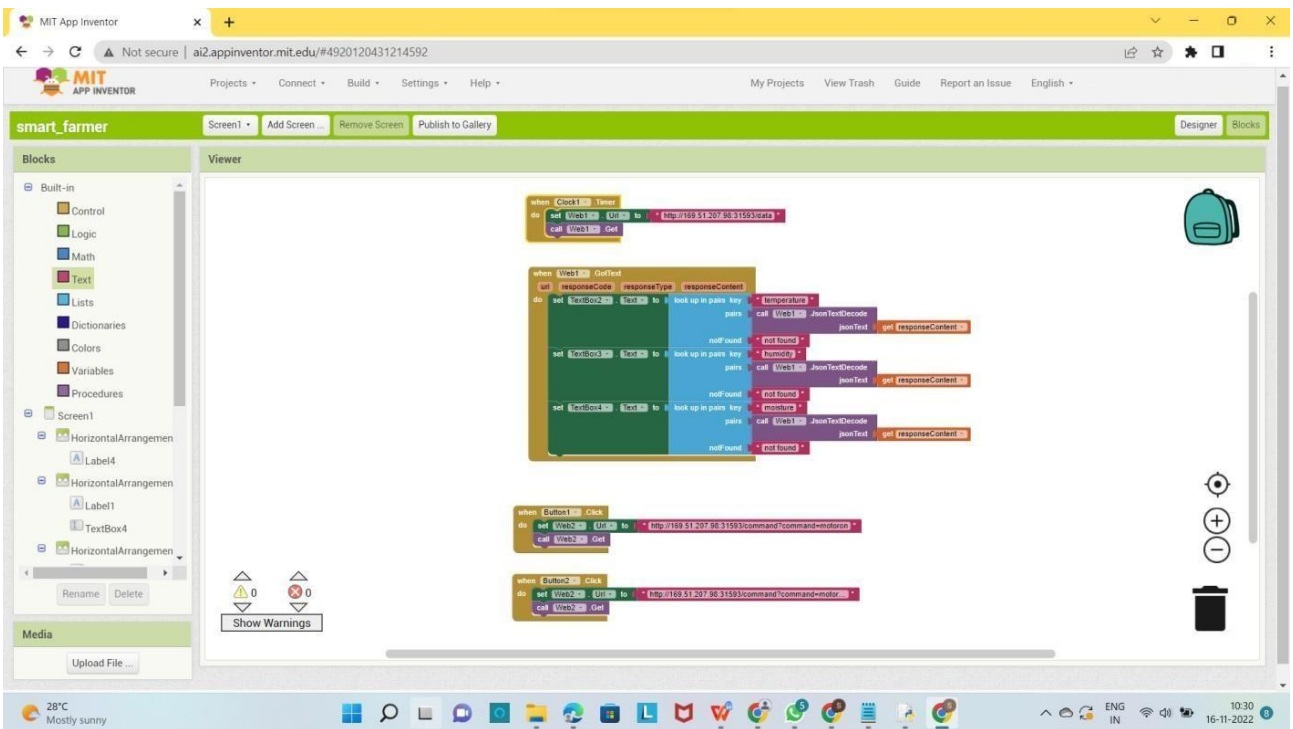 MIT App Inventor
Not secure | ai2.appinventor.mit.edu/#4920120431214592
MIT
APP INVENTOR
Projects Connect Build Settings Help My Projects View Trash Guide Report an Issue English
smart_farmer Screen1 Add Screen ... Remove Screen Publish to Gallery Designer Blocks
Blocks
Viewer
Built-in
Control
Logic
Math
Text
Lists
Dictionaries
Colors
Variables
Procedures
Screen1
HorizontalArrangemen
Label4
HorizontalArrangemen
Label1
TextBox4
HorizontalArrangemen
Rename Delete
Media
Upload File ...
when Clock1 .Timer
do set Web1 . Url to " http://169.51.207.98:31593/data "
call Web1 .Get
when Web1 .GotText
url responseCode responseType responseContent
do set TextBox2 . Text to look up in pairs key " temperature "
pairs call Web1 .JsonTextDecode
jsonText get responseContent
notFound " not found "
set TextBox3 . Text to look up in pairs key " humidity "
pairs call Web1 .JsonTextDecode
jsonText get responseContent
notFound " not found "
set TextBox4 . Text to look up in pairs key " moisture "
pairs call Web1 .JsonTextDecode
jsonText get responseContent
notFound " not found "
when Button1 .Click
do set Web2 . Url to " http://169.51.207.98:31593/command?command=motoron "
call Web2 .Get
when Button2 .Click
do set Web2 . Url to " http://169.51.207.98:31593/command?command=motor... "
call Web2 .Get
0 0
Show Warnings
28°C
Mostly sunny
ENG
IN
10:30
16-11-2022
8